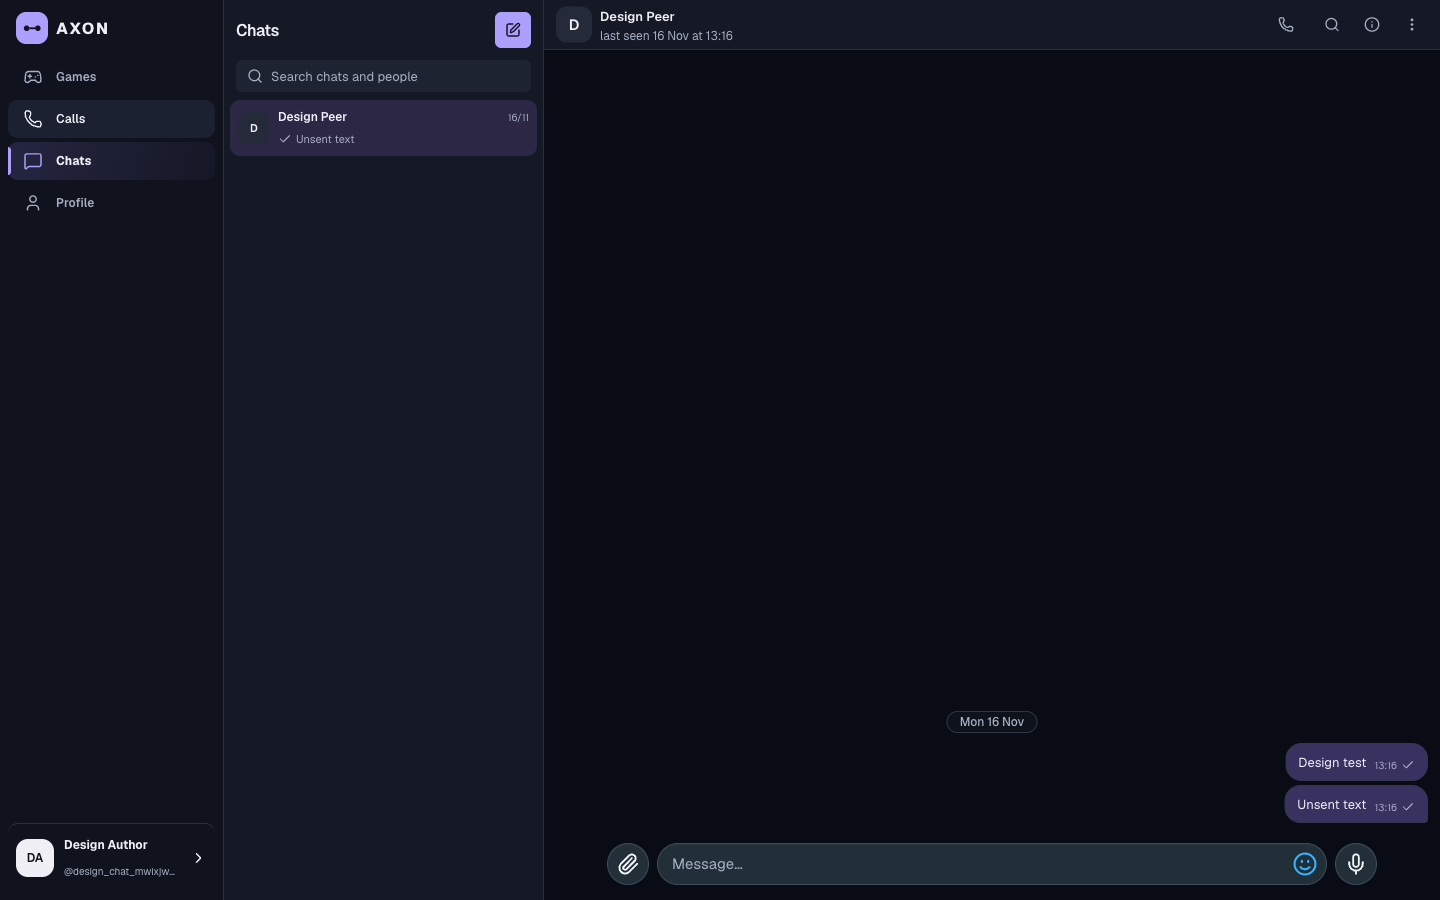 AXON
Games
Calls
Chats
Profile
DA
Design Author
@design_chat_mwixjw...
Chats
Search chats and people
D
Design Peer
16/11
Unsent text
D
Design Peer
last seen 16 Nov at 13:16
Mon 16 Nov
Design test 13:16
Unsent text 13:16
Message...